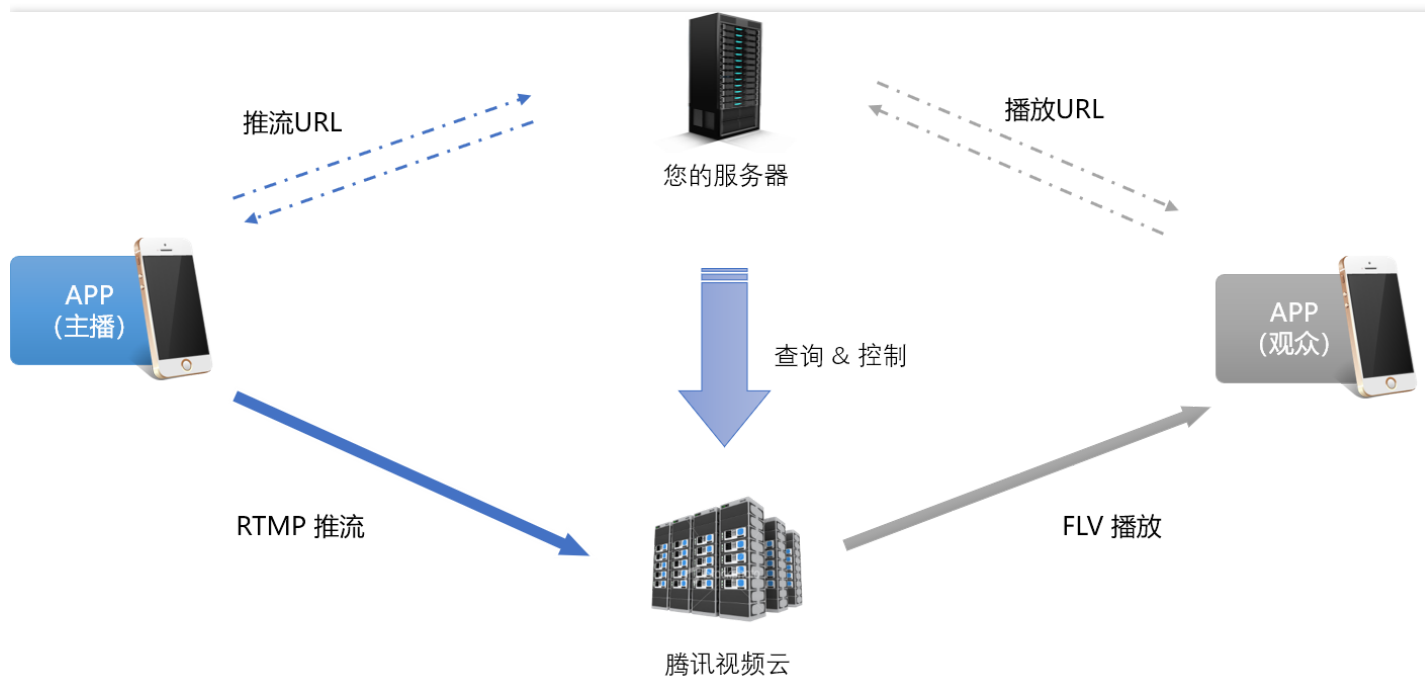 推流URL
播放URL
您的服务器
APP
（主播）
APP
（观众）
查询 & 控制
RTMP 推流
FLV 播放
腾讯视频云